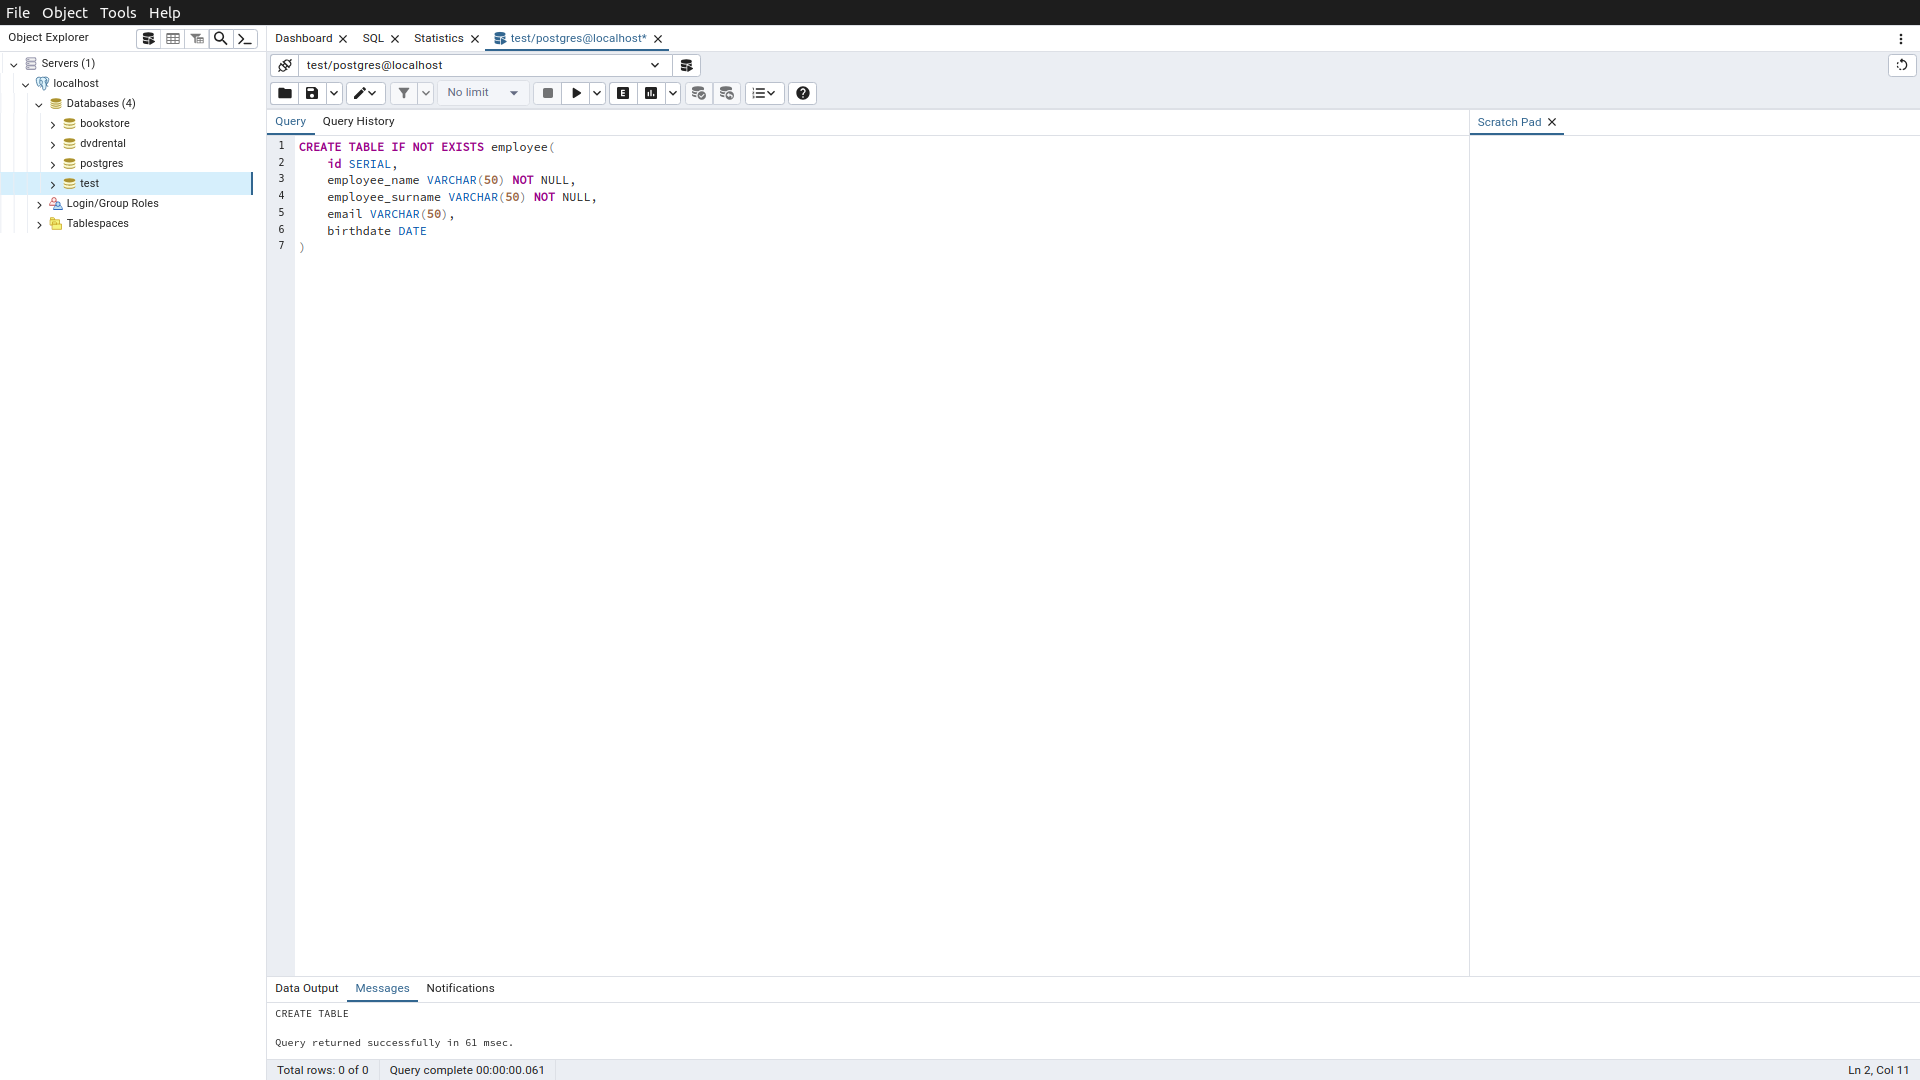 File Object Tools Help
Object Explorer
Servers (1)
localhost
Databases (4)
bookstore
dvdrental
postgres
test
Login/Group Roles
Tablespaces
Dashboard SQL Statistics test/postgres@localhost*
test/postgres@localhost
No limit
E
Query Query History
Scratch Pad
1 CREATE TABLE IF NOT EXISTS employee(
2 id SERIAL,
3 employee_name VARCHAR(50) NOT NULL,
4 employee_surname VARCHAR(50) NOT NULL,
5 email VARCHAR(50),
6 birthdate DATE
7 )
Data Output Messages Notifications
CREATE TABLE
Query returned successfully in 61 msec.
Total rows: 0 of 0 Query complete 00:00:00.061 Ln 2, Col 11